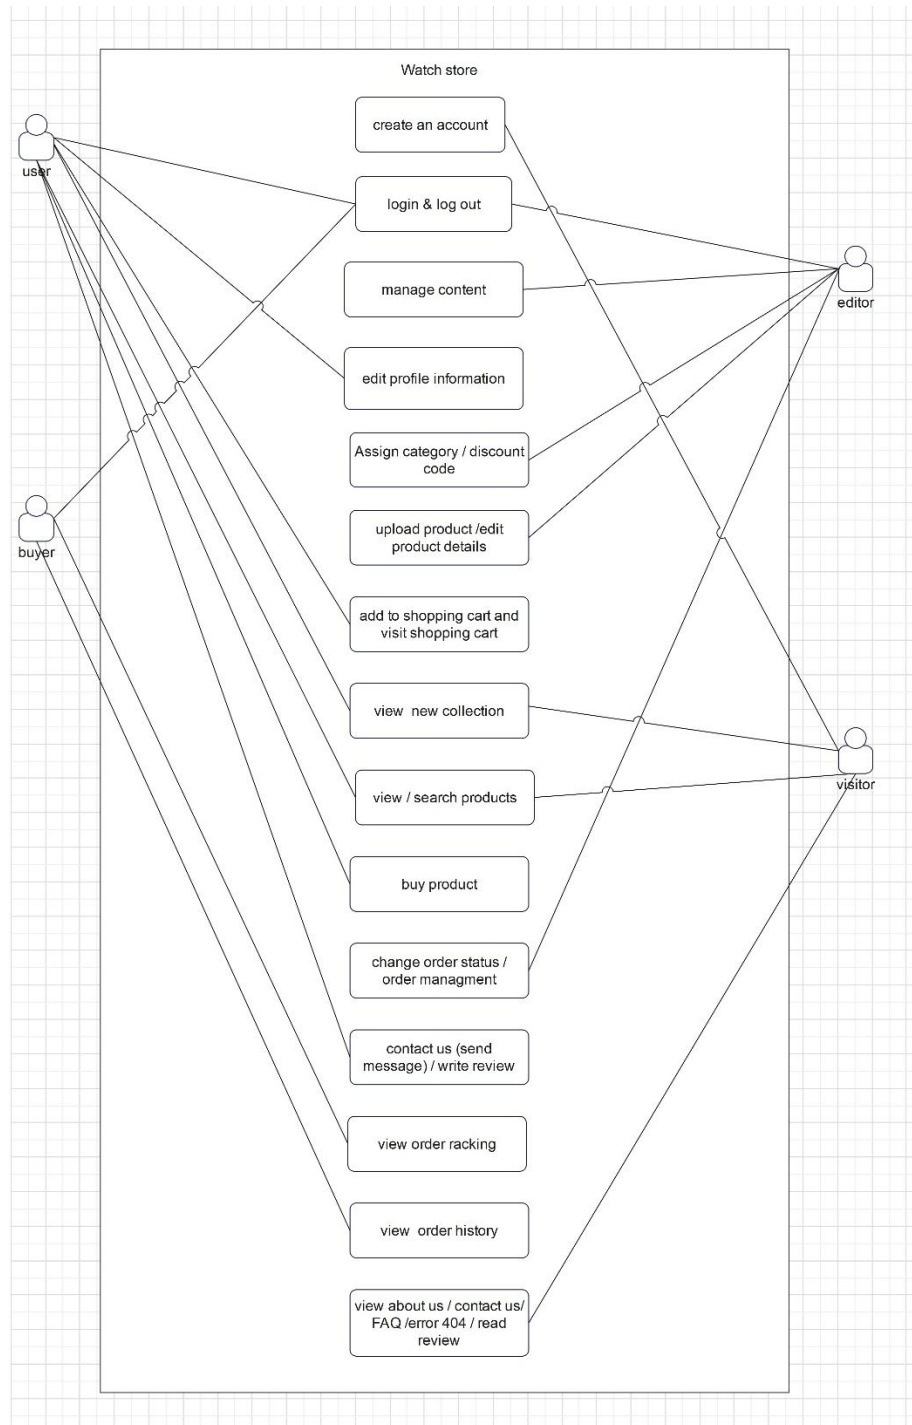 Watch store
create an account
user
login & log out
manage content
editor
edit profile information
Assign category / discount
code
upload product /edit
product details
buyer
add to shopping cart and
visit shopping cart
view  new collection
visitor
view / search products
buy product
change order status /
order managment
contact us (send
message) / write review
view order racking
view  order history
view about us / contact us/
FAQ /error 404 / read
review